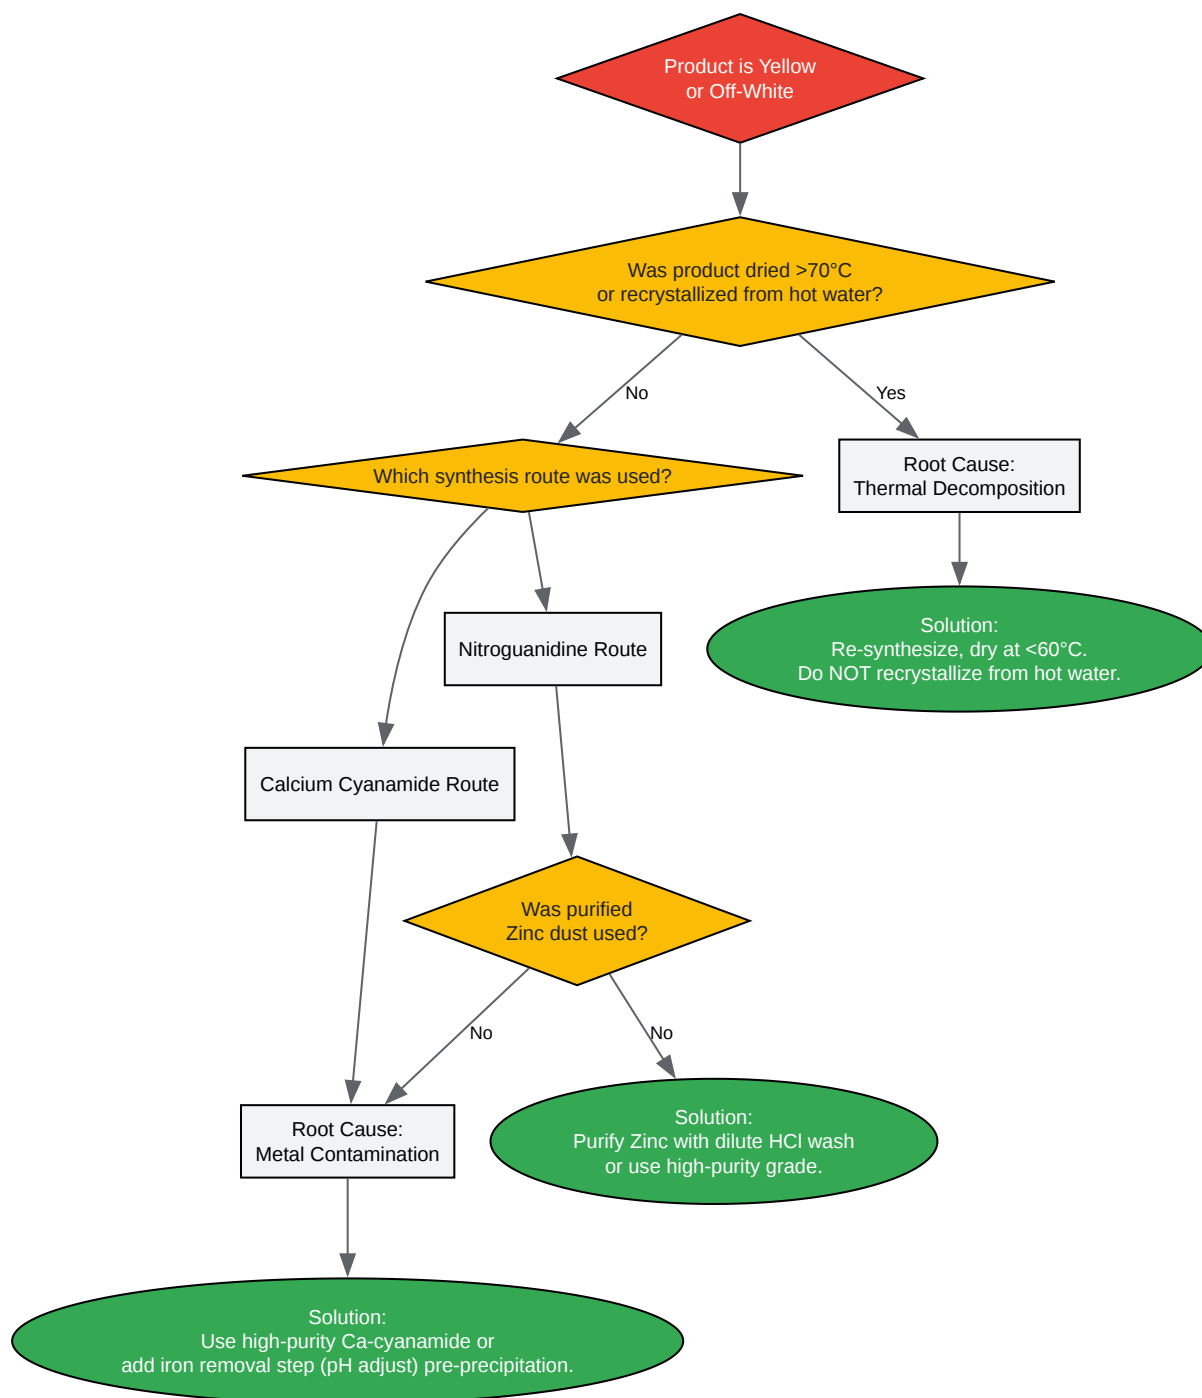 Product is Yellow
or Off-White
Was product dried >70°C
or recrystallized from hot water?
No
Yes
Which synthesis route was used?
Root Cause:
Thermal Decomposition
Solution:
Re-synthesize, dry at <60°C.
Do NOT recrystallize from hot water.
Nitroguanidine Route
Calcium Cyanamide Route
Was purified
Zinc dust used?
No
No
Root Cause:
Metal Contamination
Solution:
Purify Zinc with dilute HCl wash
or use high-purity grade.
Solution:
Use high-purity Ca-cyanamide or
add iron removal step (pH adjust) pre-precipitation.